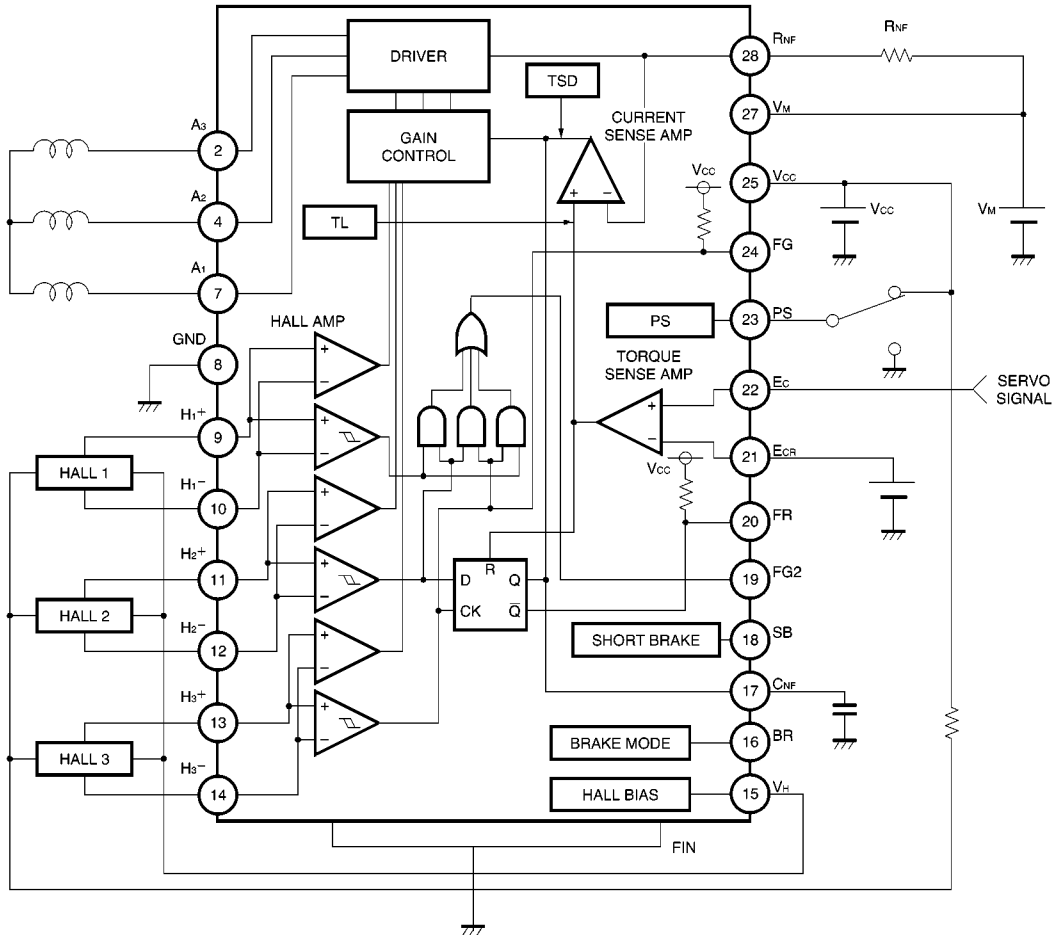 DRIVER
28
RNF
RNF
TSD
27
VM
CURRENT
SENSE AMP
GAIN
CONTROL
A3
2
VCC
25
VCC
VCC
VM
A2
4
TL
+
−
24
FG
A1
7
PS
23
PS
GND
8
HALL AMP
+
−
TORQUE
SENSE AMP
22
EC
SERVO
SIGNAL
+
−
H1+
9
+
−
21
ECR
VCC
HALL 1
H1−
10
+
−
20
FR
H2+
11
+
−
D
R
Q
CK
Q
19
FG2
HALL 2
H2−
12
+
−
SHORT BRAKE
18
SB
17
CNF
H3+
13
+
−
HALL 3
BRAKE MODE
16
BR
H3−
14
HALL BIAS
15
VH
FIN